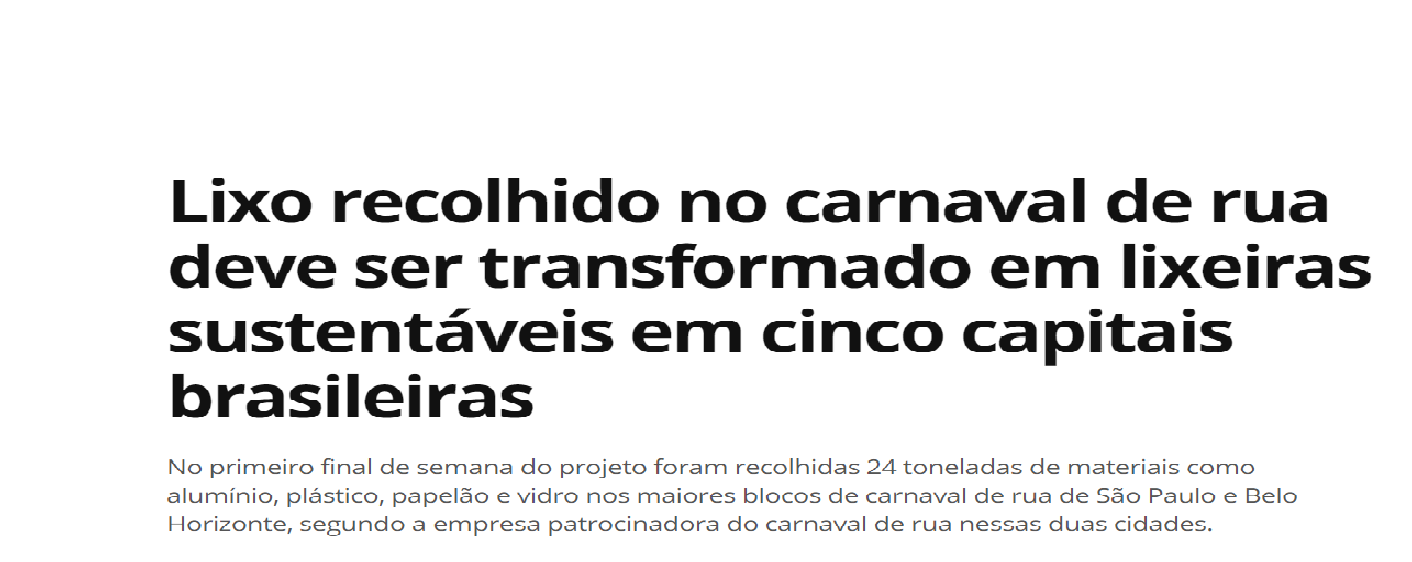 Lixo recolhido no carnaval de rua
deve ser transformado em lixeiras
sustentáveis em cinco capitais
brasileiras
No primeiro final de semana do projeto foram recolhidas 24 toneladas de materiais como
alumínio, plástico, papelão e vidro nos maiores blocos de carnaval de rua de São Paulo e Belo
Horizonte, segundo a empresa patrocinadora do carnaval de rua nessas duas cidades.